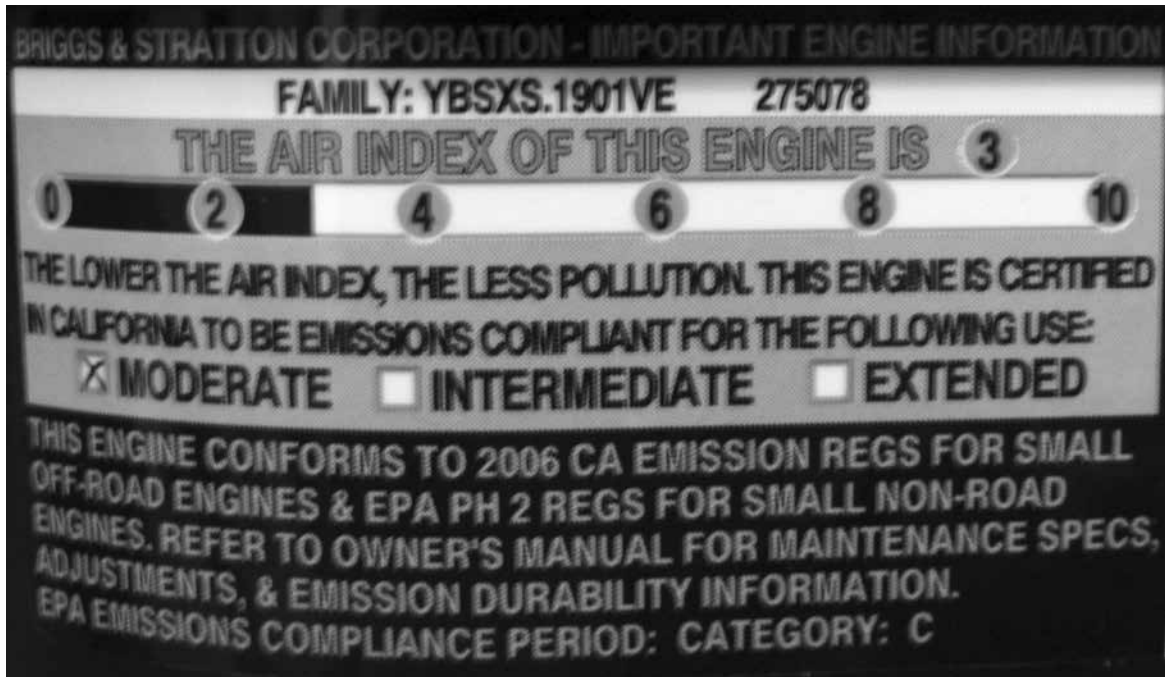 BRIGGS & STRATTON CORPORATION - IMPORTANT ENGINE INFORMATION
FAMILY: YBSXS.1901VE 275078
THE AIR INDEX OF THIS ENGINE IS 3
0 2 4 6 8 10
THE LOWER THE AIR INDEX, THE LESS POLLUTION. THIS ENGINE IS CERTIFIED
IN CALIFORNIA TO BE EMISSIONS COMPLIANT FOR THE FOLLOWING USE:
X MODERATE INTERMEDIATE EXTENDED
THIS ENGINE CONFORMS TO 2006 CA EMISSION REGS FOR SMALL
OFF-ROAD ENGINES & EPA PH 2 REGS FOR SMALL NON-ROAD
ENGINES. REFER TO OWNER'S MANUAL FOR MAINTENANCE SPECS,
ADJUSTMENTS, & EMISSION DURABILITY INFORMATION.
EPA EMISSIONS COMPLIANCE PERIOD: CATEGORY: C